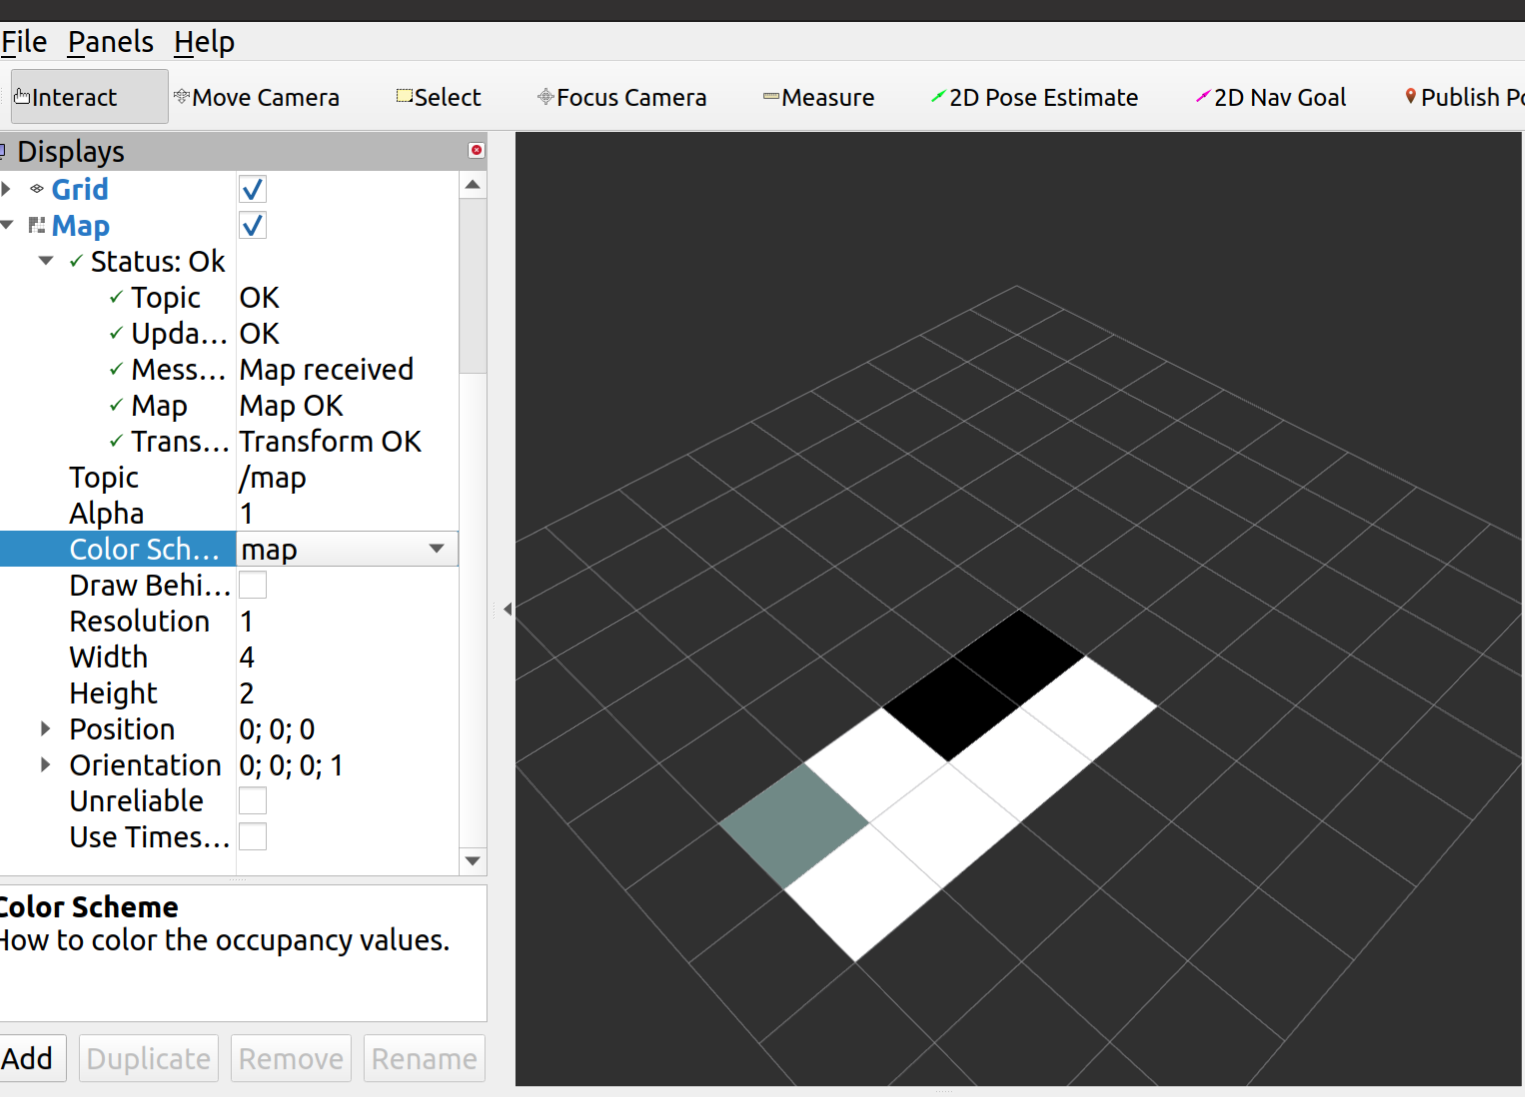 File Panels Help
Interact Move Camera Select Focus Camera Measure 2D Pose Estimate 2D Nav Goal Publish Po
Displays
Grid
Map
Status: Ok
Topic OK
Upda... OK
Mess... Map received
Map Map OK
Trans... Transform OK
Topic /map
Alpha 1
Color Sch... map
Draw Behi...
Resolution 1
Width 4
Height 2
Position 0; 0; 0
Orientation 0; 0; 0; 1
Unreliable
Use Times...
Color Scheme
How to color the occupancy values.
Add Duplicate Remove Rename